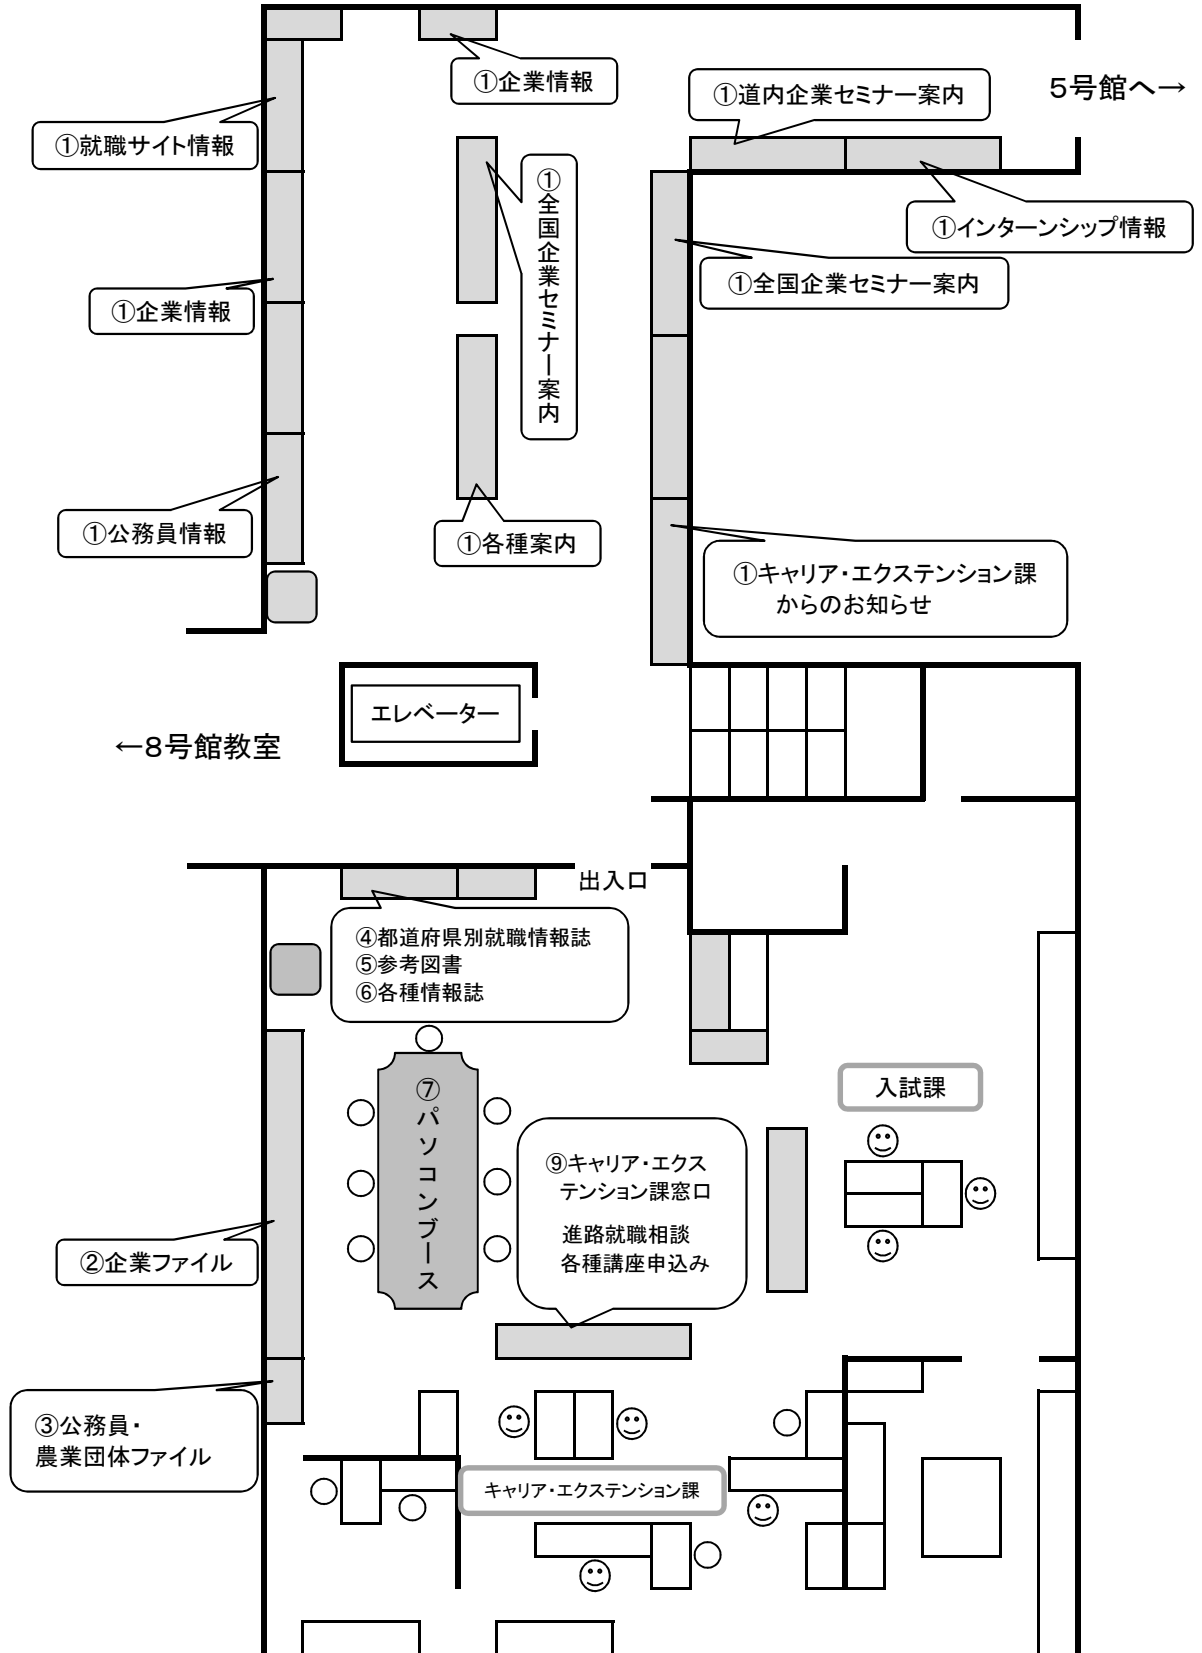 ①企業情報
①道内企業セミナー案内
5号館へ→
①就職サイト情報
①全国企業セミナー案内
①インターンシップ情報
①全国企業セミナー案内
①企業情報
①公務員情報
①各種案内
①キャリア・エクステンション課
からのお知らせ
エレベーター
←8号館教室
出入口
④都道府県別就職情報誌
⑤参考図書
⑥各種情報誌
⑦パソコンブース
入試課
⑨キャリア・エクス
テンション課窓口
進路就職相談
各種講座申込み
②企業ファイル
③公務員・
農業団体ファイル
キャリア・エクステンション課